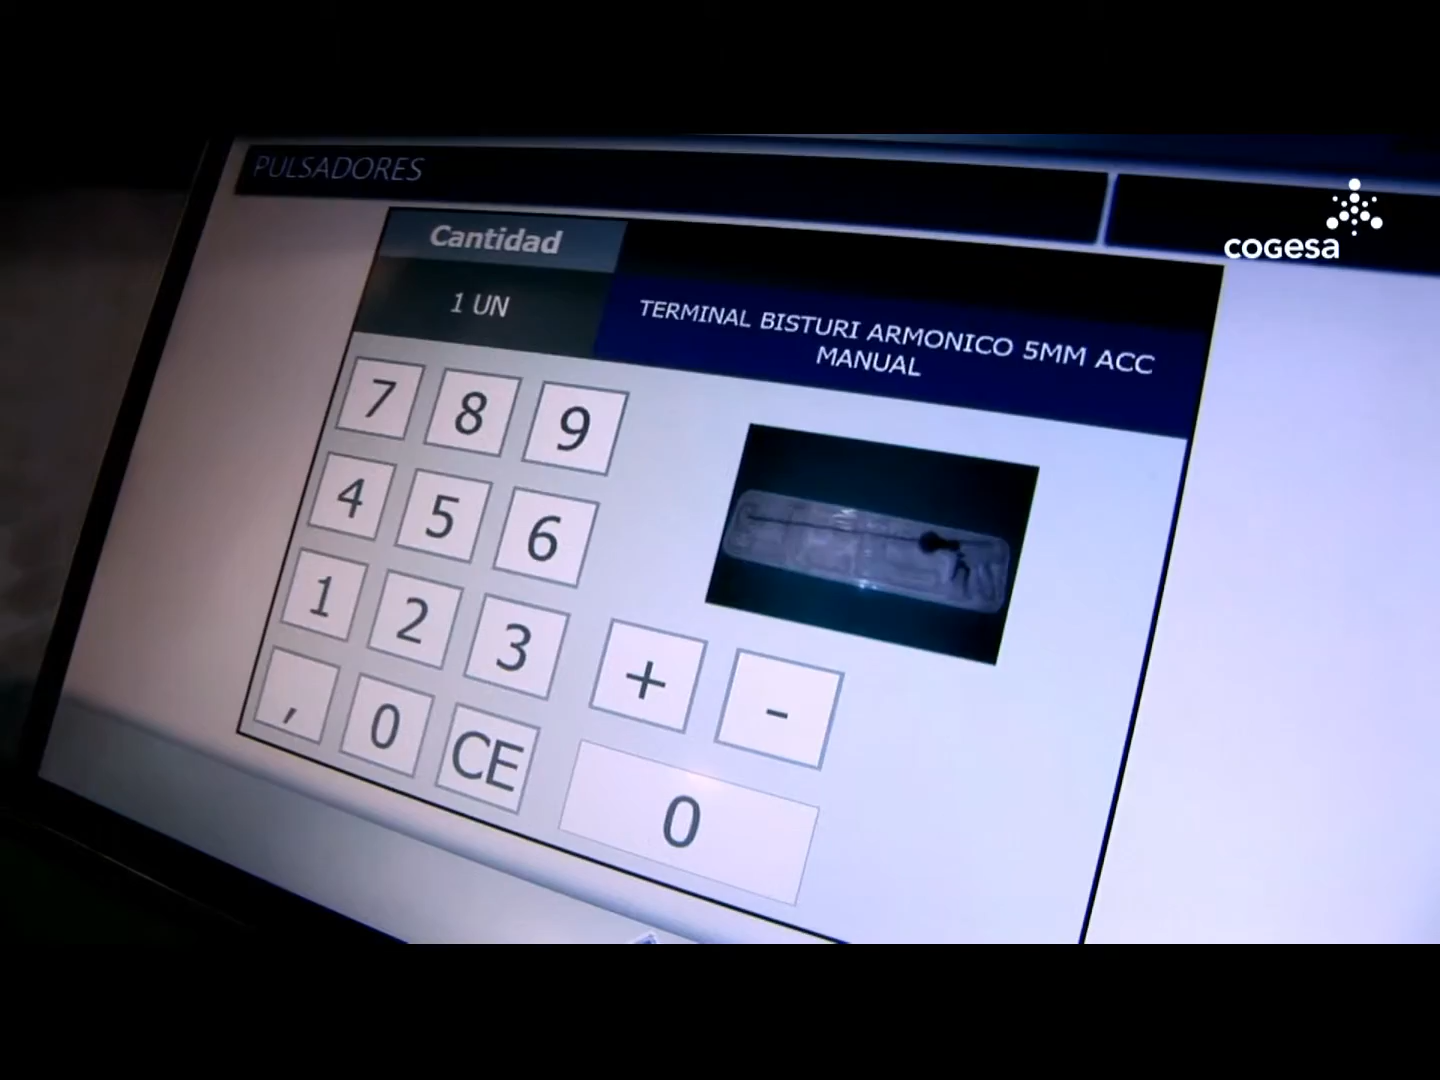 PULSADORES
cogesa
Cantidad
1 UN
TERMINAL BISTURI ARMONICO 5MM ACC
MANUAL
7 8 9
4 5 6
1 2 3
+ -
, 0 CE
0